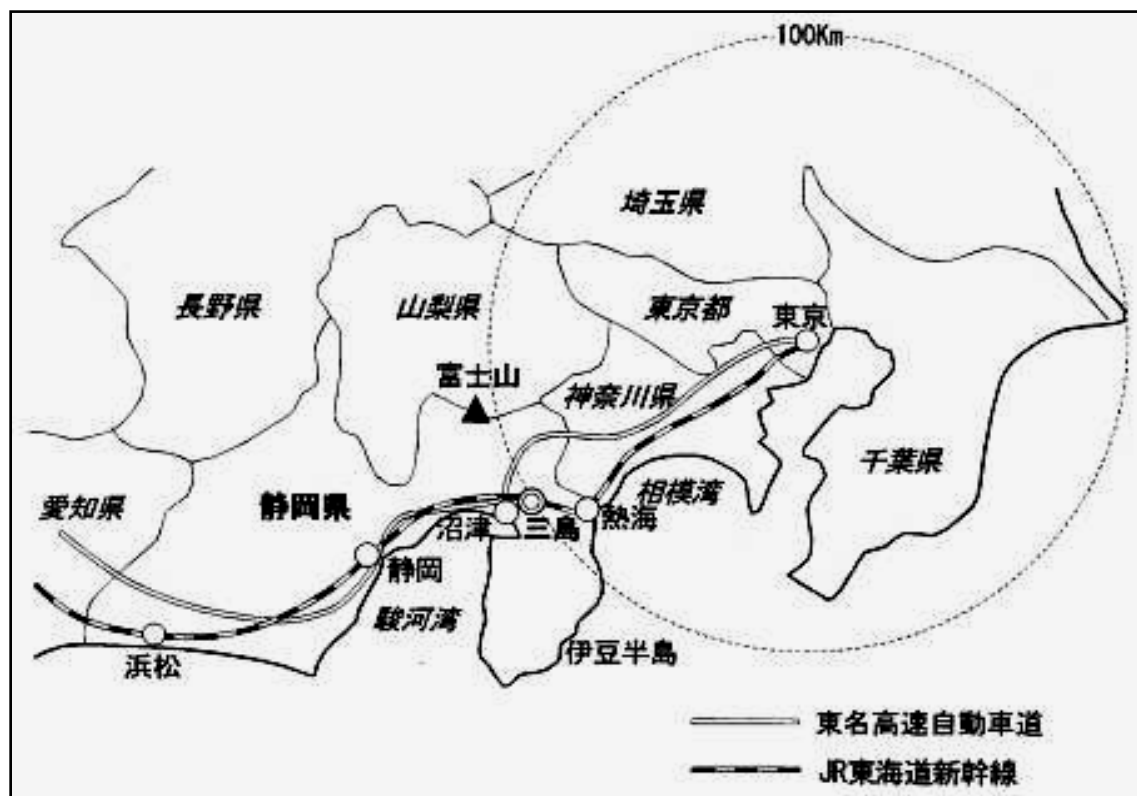 100Km
埼玉県
長野県
山梨県
東京都
東京
富士山
神奈川県
千葉県
愛知県
静岡県
相模湾
沼津
三島
熱海
静岡
駿河湾
伊豆半島
浜松
東名高速自動車道
JR東海道新幹線